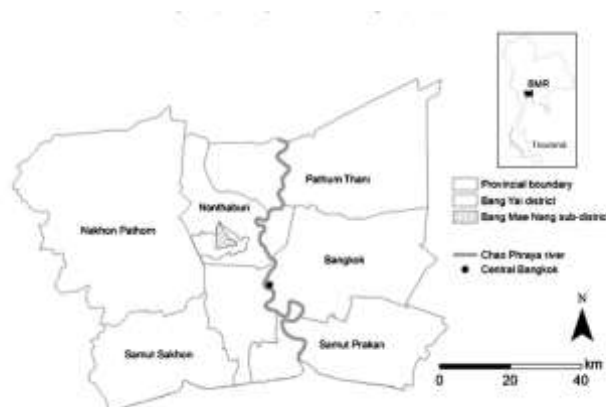 BMR
Thailand
Pathum Thani
Nonthaburi
Nakhon Pathom
Bangkok
Samut Sakhon
Samut Prakan
Provincial boundary
Bang Yai district
Bang Mae Nang sub-district
Chao Phraya river
Central Bangkok
N
km
0 20 40